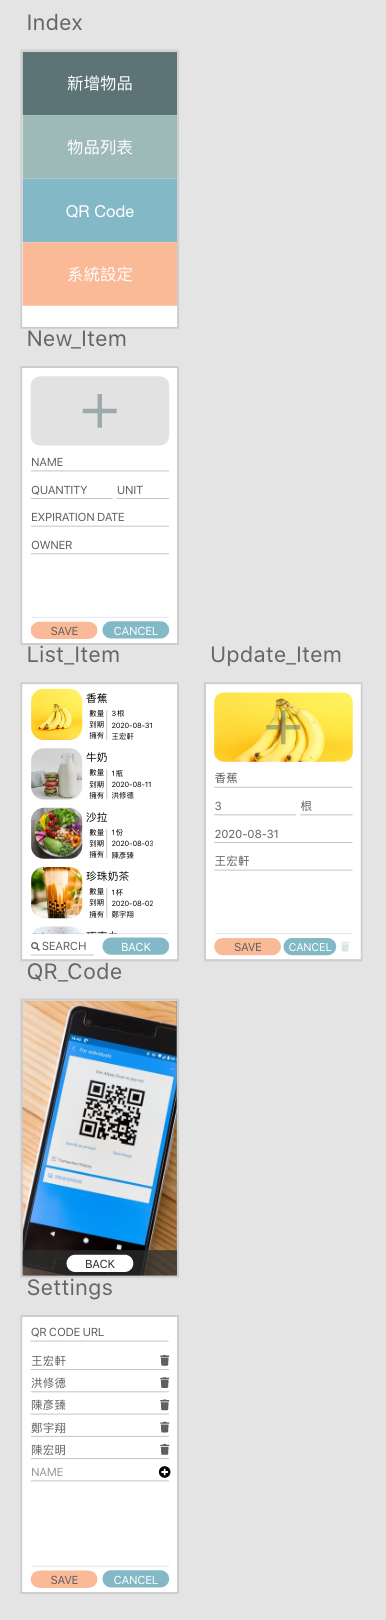 Index
新增物品
物品列表
QR Code
系統設定
New_Item
NAME
QUANTITY UNIT
EXPIRATION DATE
OWNER
SAVE CANCEL
List_Item
香蕉
數量 3根
到期 2020-08-31
擁有 王宏軒
牛奶
數量 1瓶
到期 2020-08-11
擁有 洪修德
沙拉
數量 1份
到期 2020-08-03
擁有 陳彥臻
珍珠奶茶
數量 1杯
到期 2020-08-02
擁有 鄭宇翔
SEARCH BACK
Update_Item
香蕉
3 根
2020-08-31
王宏軒
SAVE CANCEL
QR_Code
For individuals
Transaction History
BACK
Settings
QR CODE URL
王宏軒
洪修德
陳彥臻
鄭宇翔
陳宏明
NAME
SAVE CANCEL